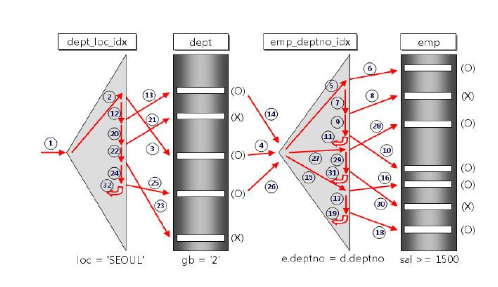 dept_loc_idx dept emp_deptno_idx emp
6 (O)
5
2 13 (O) 7 8 (X)
12 14 9 28 (O)
20 21 (X) 11
1 22 3 4 (O) 27 29 10 (O)
24 15 31 16 (O)
32 25 26 (O) 17 30 (X)
23 19 18 (O)
(X)
loc = 'SEOUL' gb = '2' e.deptno = d.deptno sal >= 1500